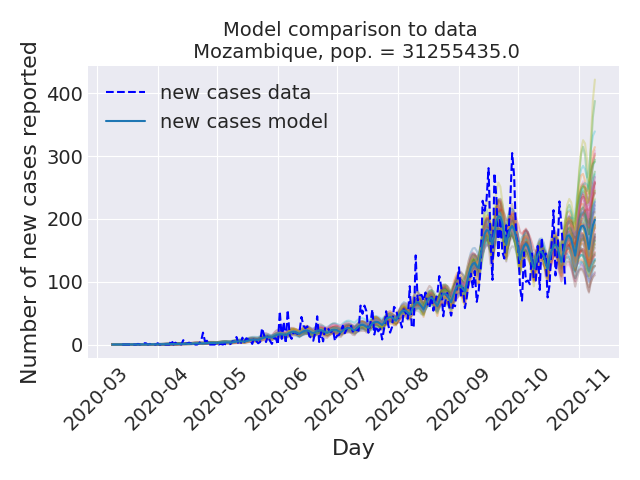 Model comparison to data
Mozambique, pop. = 31255435.0
Number of new cases reported
400
300
200
100
0
new cases data
new cases model
2020-03
2020-04
2020-05
2020-06
2020-07
2020-08
2020-09
2020-10
2020-11
Day